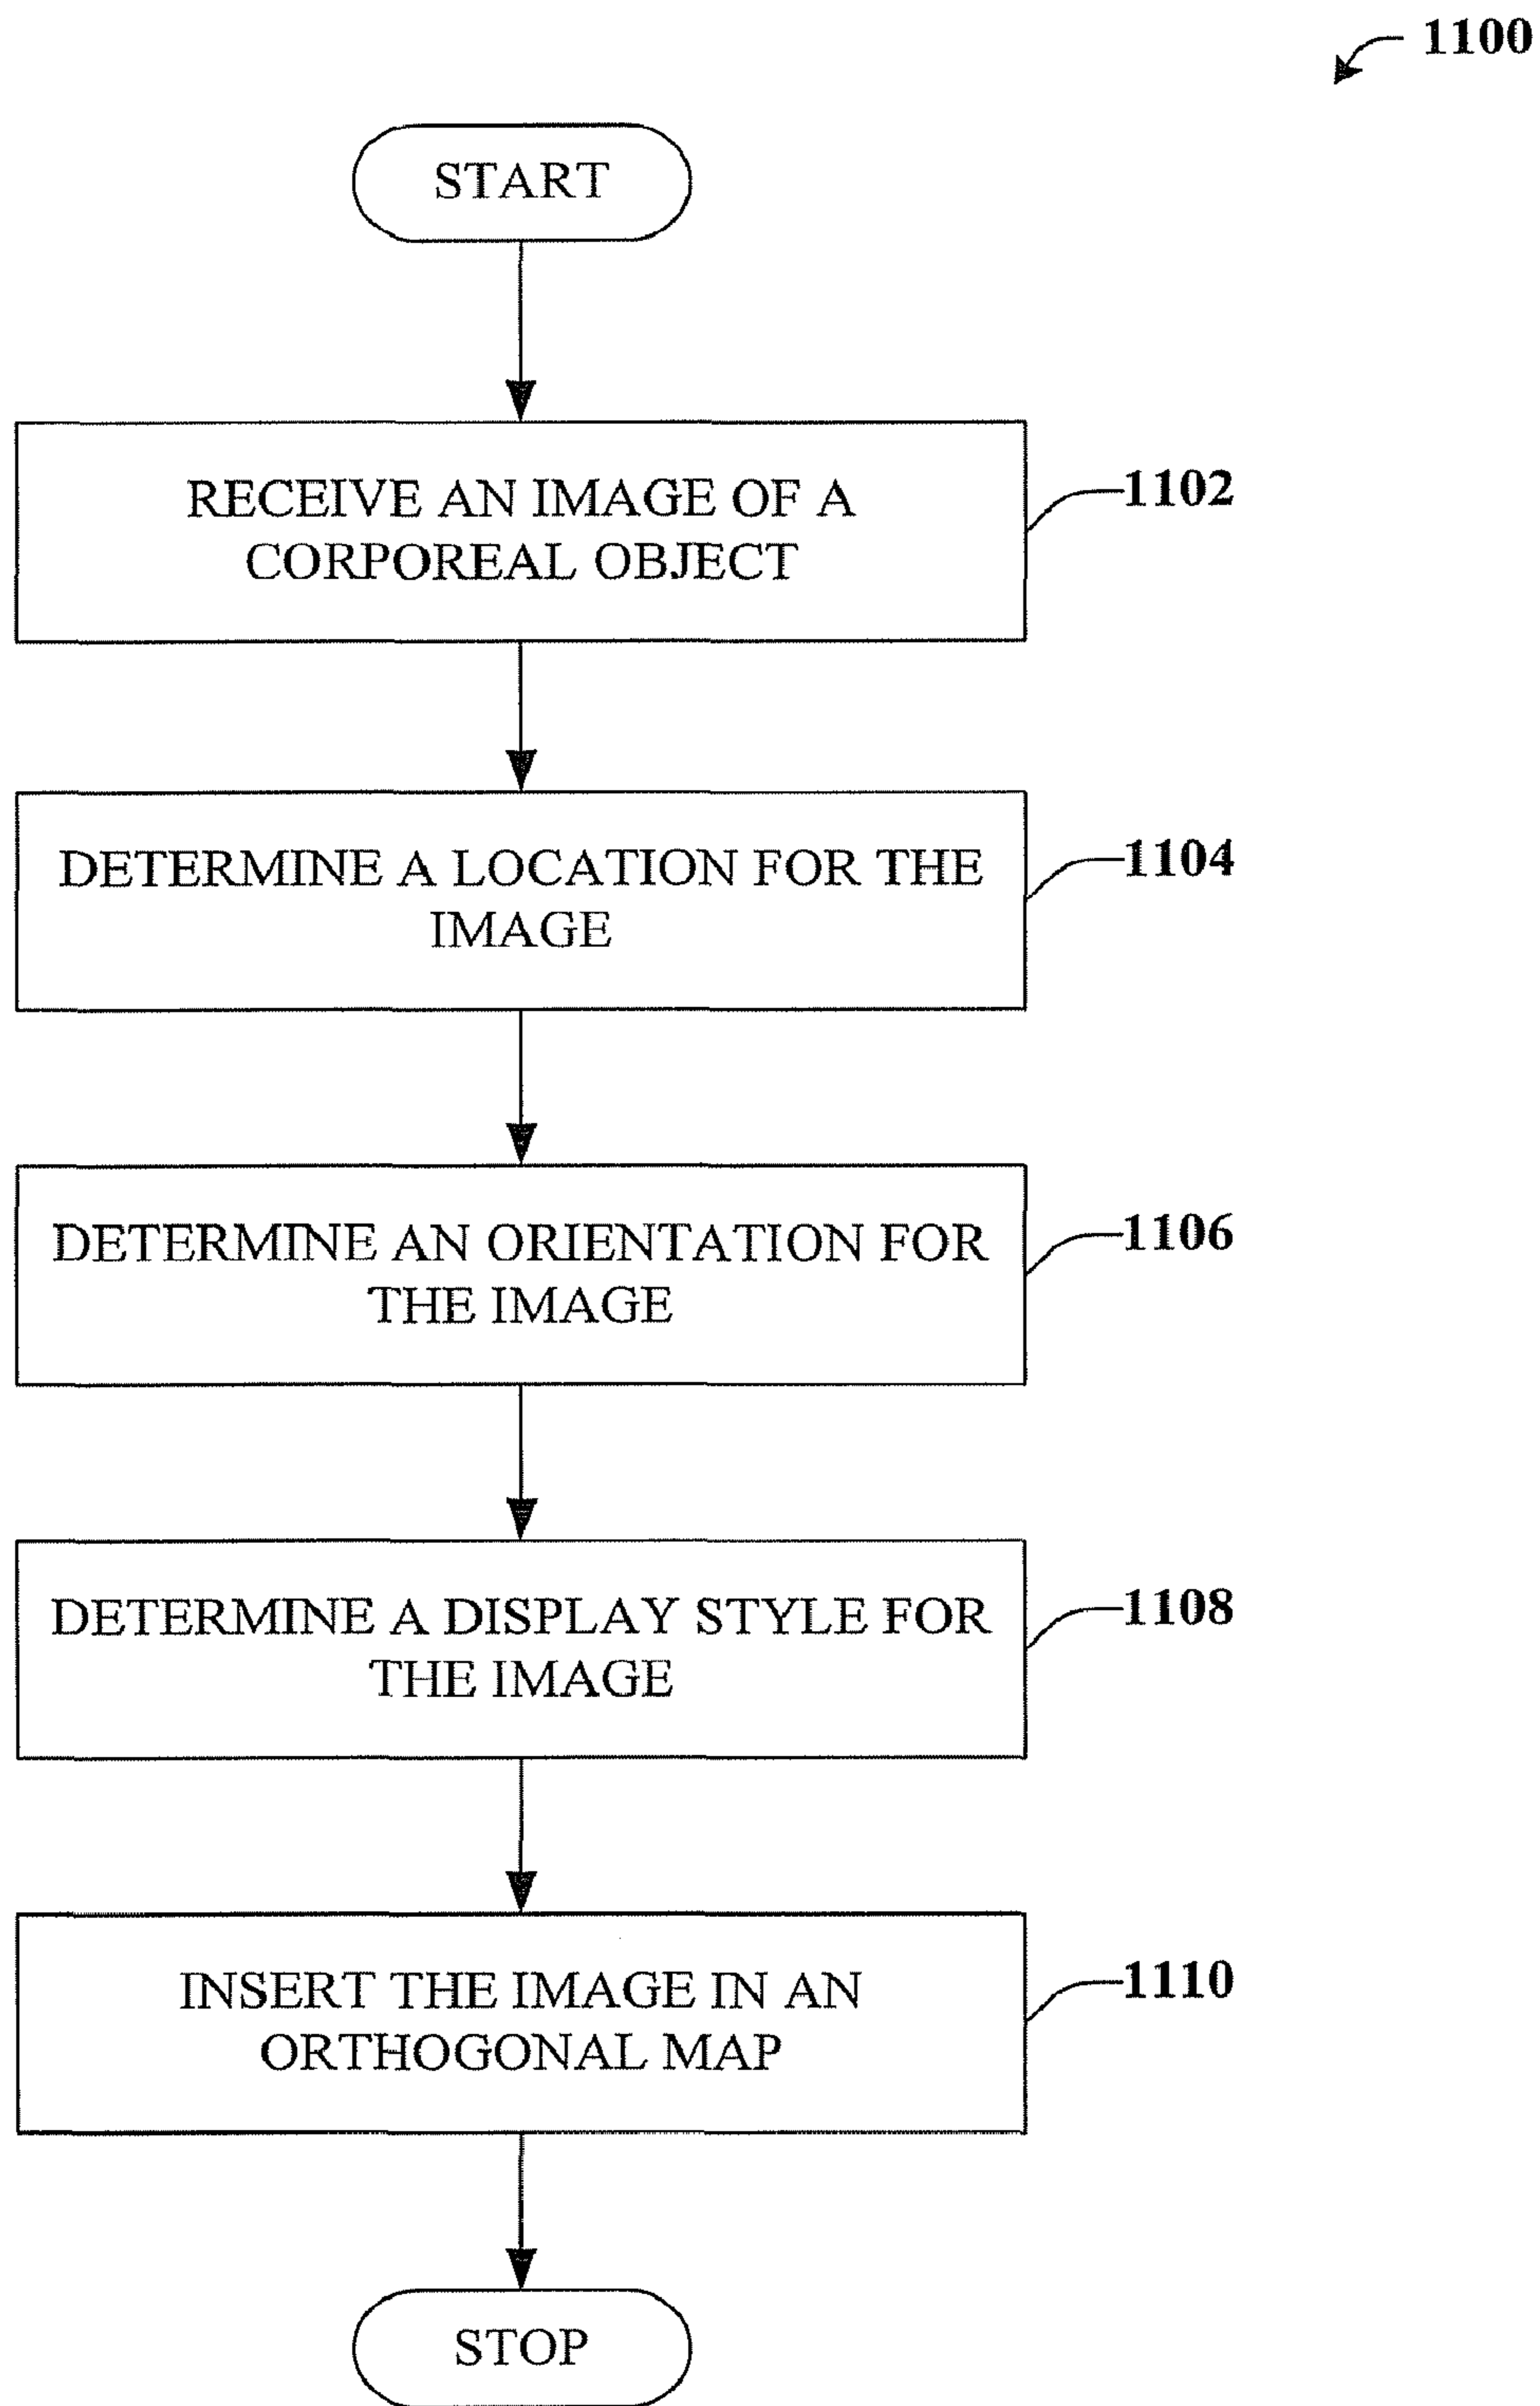 1100
START
RECEIVE AN IMAGE OF A
CORPOREAL OBJECT
1102
DETERMINE A LOCATION FOR THE
IMAGE
1104
DETERMINE AN ORIENTATION FOR
THE IMAGE
1106
DETERMINE A DISPLAY STYLE FOR
THE IMAGE
1108
INSERT THE IMAGE IN AN
ORTHOGONAL MAP
1110
STOP